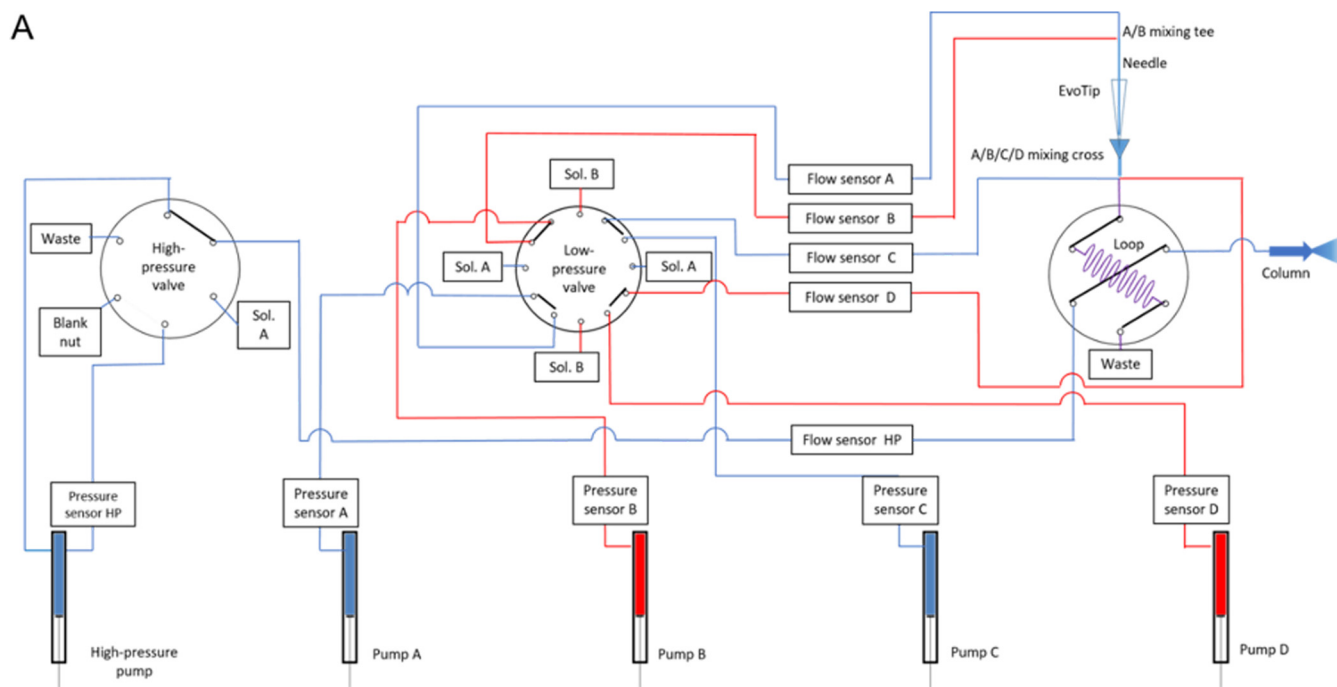 A
A/B mixing tee
Needle
EvoTip
A/B/C/D mixing cross
Sol. B
Flow sensor A
Flow sensor B
Flow sensor C
Flow sensor D
Waste
High-
pressure
valve
Sol. A
Low-
pressure
valve
Sol. A
Loop
Column
Blank
nut
Sol.
A
Sol. B
Waste
Flow sensor HP
Pressure
sensor HP
Pressure
sensor A
Pressure
sensor B
Pressure
sensor C
Pressure
sensor D
High-pressure
pump
Pump A
Pump B
Pump C
Pump D